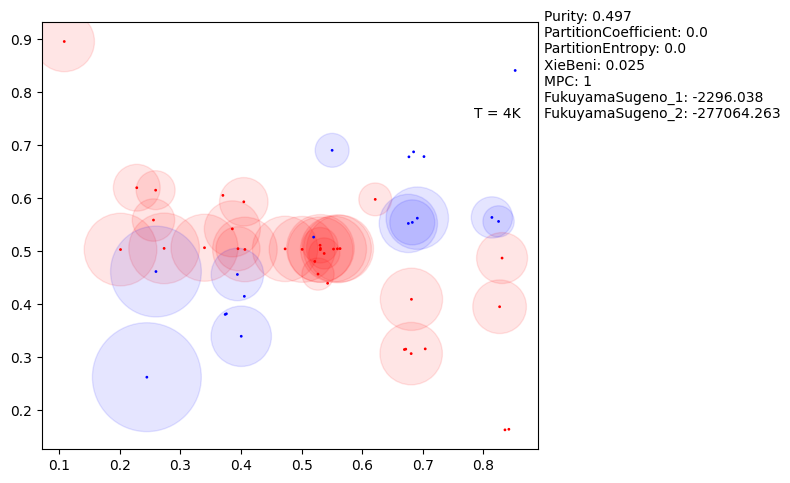 Purity: 0.497
PartitionCoefficient: 0.0
PartitionEntropy: 0.0
XieBeni: 0.025
MPC: 1
FukuyamaSugeno_1: -2296.038
FukuyamaSugeno_2: -277064.263
T = 4K
0.9
0.8
0.7
0.6
0.5
0.4
0.3
0.2
0.1 0.2 0.3 0.4 0.5 0.6 0.7 0.8